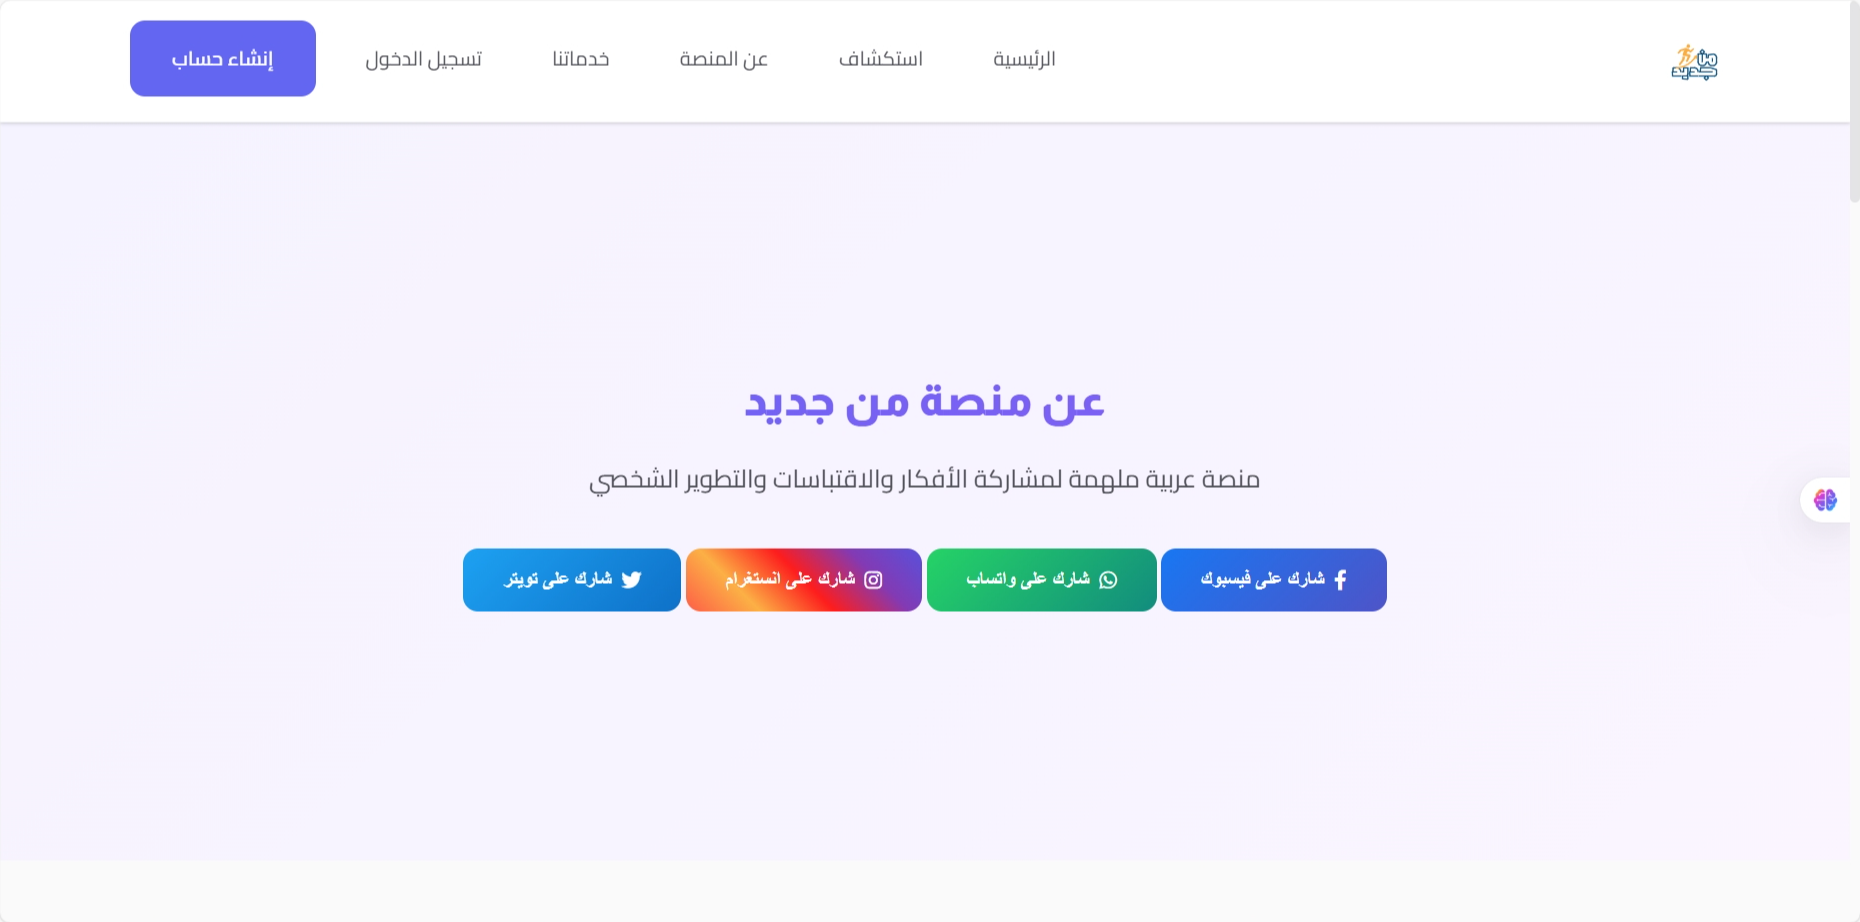 من جديد
الرئيسية
استكشاف
عن المنصة
خدماتنا
تسجيل الدخول
إنشاء حساب
عن منصة من جديد
منصة عربية ملهمة لمشاركة الأفكار والاقتباسات والتطوير الشخصي
شارك على فيسبوك
شارك على واتساب
شارك على انستغرام
شارك على تويتر